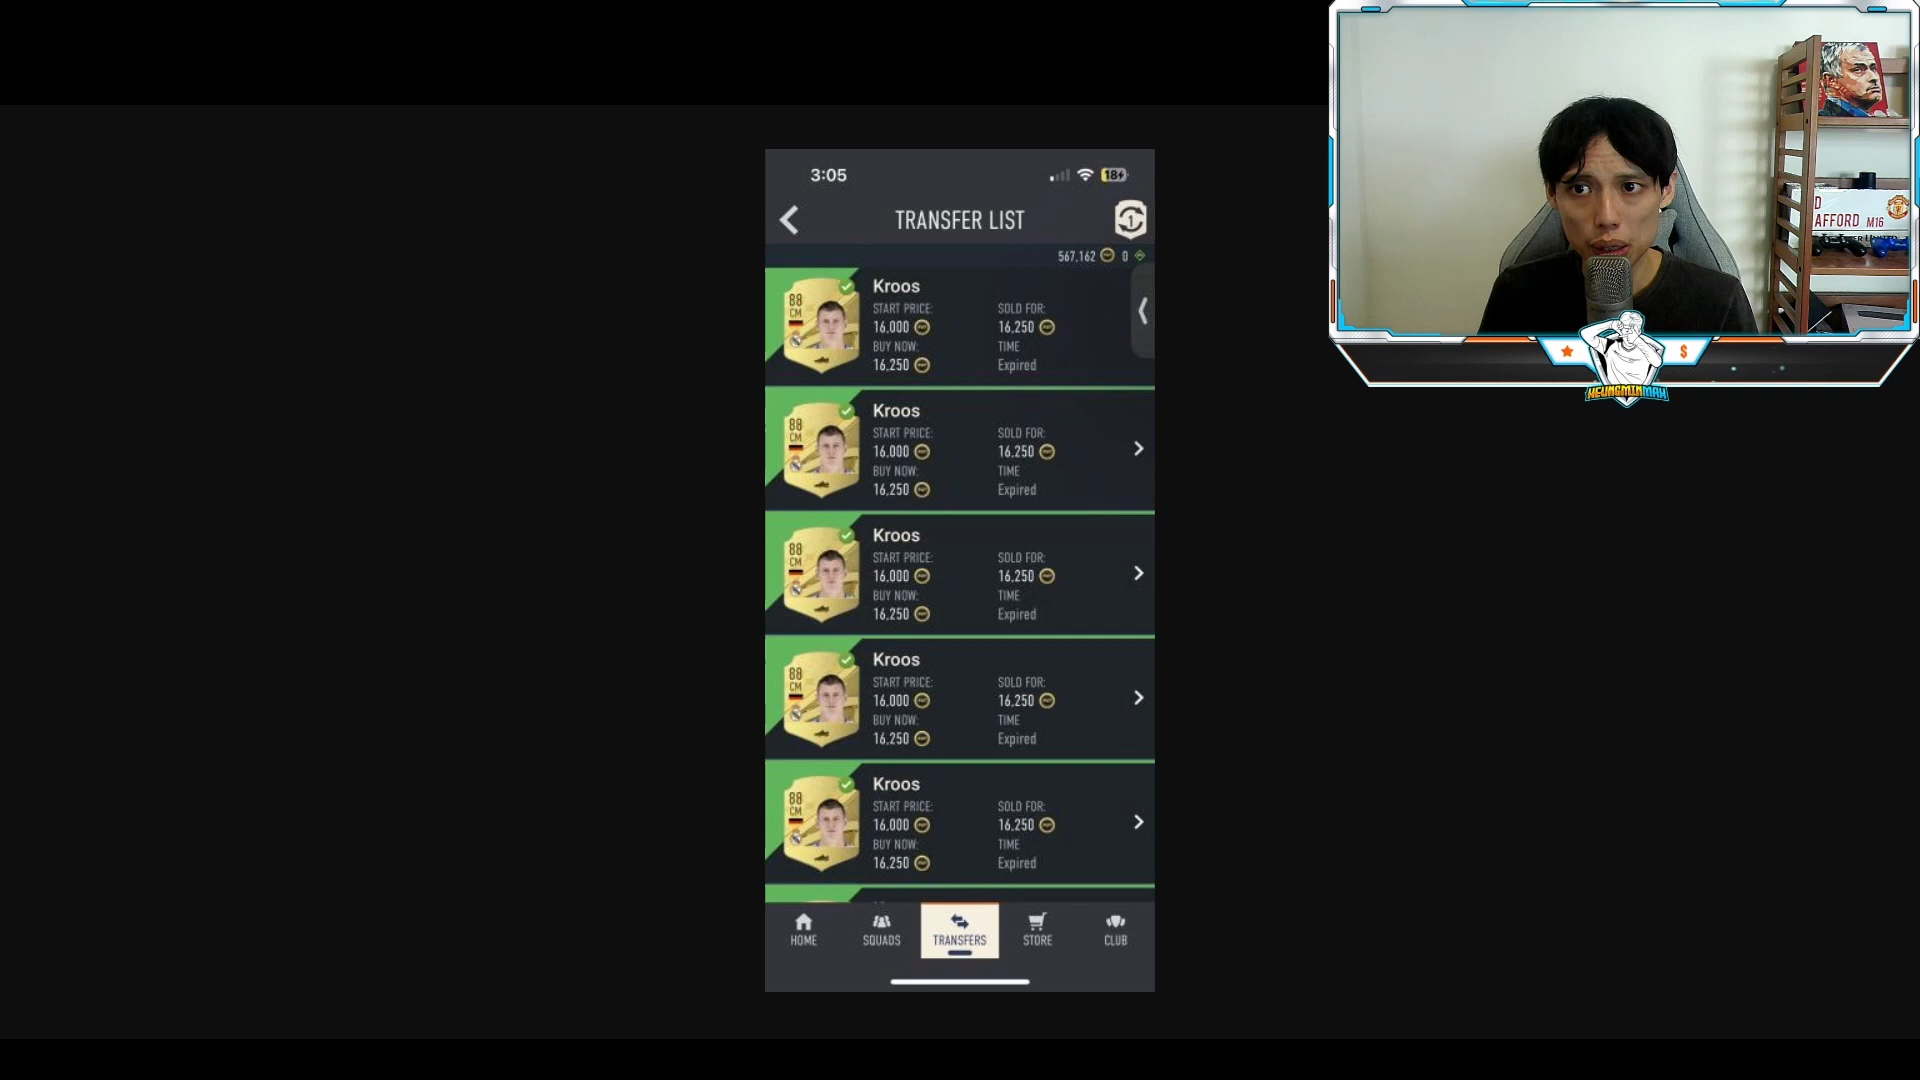 3:05
18
TRANSFER LIST
1
567,162 0
88
CM
Kroos
START PRICE: SOLD FOR:
16,000 16,250
BUY NOW: TIME
16,250 Expired
88
CM
Kroos
START PRICE: SOLD FOR:
16,000 16,250
BUY NOW: TIME
16,250 Expired
88
CM
Kroos
START PRICE: SOLD FOR:
16,000 16,250
BUY NOW: TIME
16,250 Expired
88
CM
Kroos
START PRICE: SOLD FOR:
16,000 16,250
BUY NOW: TIME
16,250 Expired
88
CM
Kroos
START PRICE: SOLD FOR:
16,000 16,250
BUY NOW: TIME
16,250 Expired
HOME SQUADS TRANSFERS STORE CLUB
D
AFFORD M16
$
HEUNGMINMAX